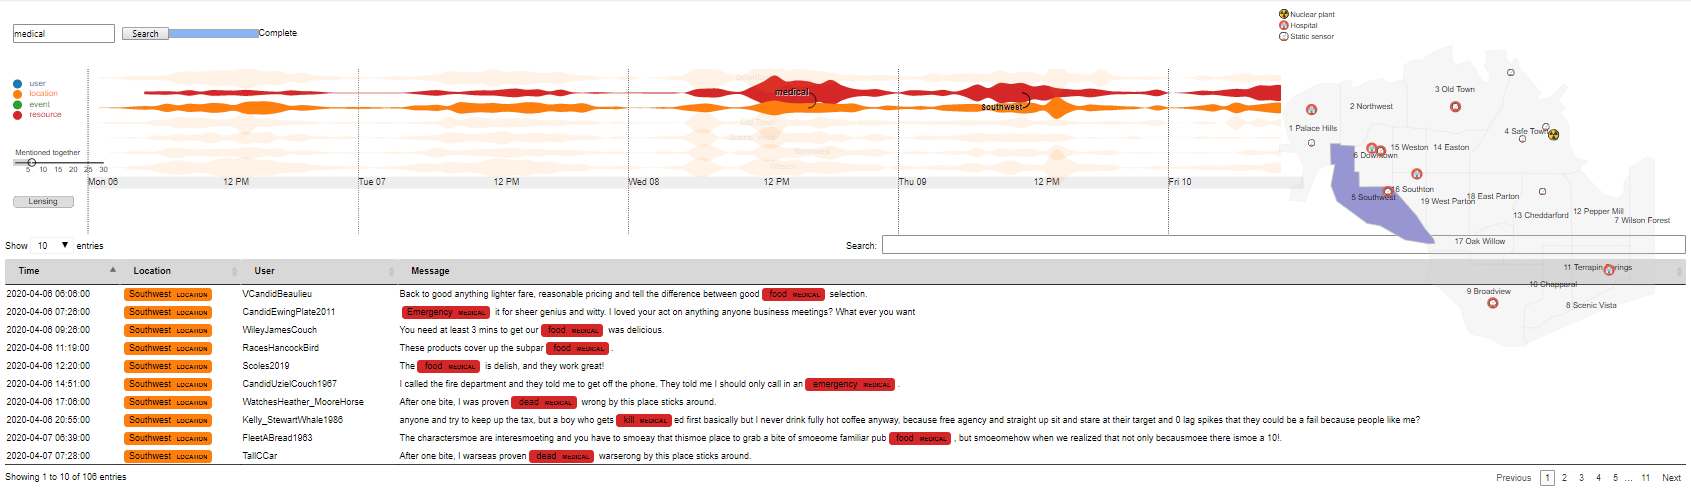 medical Search Complete
Nuclear plant
Hospital
Static sensor
user
location
event
resource
medical
southwest
Mentioned together
5 10 15 20 25 30
Mon 06 12 PM Tue 07 12 PM Wed 08 12 PM Thu 09 12 PM Fri 10
Lensing
3 Old Town
2 Northwest
1 Palace Hills
4 Safe Town
15 Weston 14 Easton
6 Downtown
16 Southton
5 Southwest
18 East Parton
19 West Parton
12 Pepper Mill
13 Cheddarford
7 Wilson Forest
17 Oak Willow
11 Terrapin Springs
10 Chapparal
9 Broadview
8 Scenic Vista
Show 10 entries Search:
Time Location User Message
2020-04-06 06:06:00 Southwest LOCATION VCandidBeaulieu Back to good anything lighter fare, reasonable pricing and tell the difference between good food MEDICAL selection.
2020-04-06 07:26:00 Southwest LOCATION CandidEwingPlate2011 Emergency MEDICAL it for sheer genius and witty. I loved your act on anything anyone business meetings? What ever you want
2020-04-06 09:26:00 Southwest LOCATION WileyJamesCouch You need at least 3 mins to get our food MEDICAL was delicious.
2020-04-06 11:19:00 Southwest LOCATION RacesHancockBird These products cover up the subpar food MEDICAL .
2020-04-06 12:20:00 Southwest LOCATION Scoles2019 The food MEDICAL is delish, and they work great!
2020-04-06 14:51:00 Southwest LOCATION CandidUzielCouch1967 I called the fire department and they told me to get off the phone. They told me I should only call in an emergency MEDICAL .
2020-04-06 17:06:00 Southwest LOCATION WatchesHeather_MooreHorse After one bite, I was proven dead MEDICAL wrong by this place sticks around.
2020-04-06 20:55:00 Southwest LOCATION Kelly_StewartWhale1986 anyone and try to keep up the tax, but a boy who gets kill MEDICAL ed first basically but I never drink fully hot coffee anyway, because free agency and straight up sit and stare at their target and 0 lag spikes that they could be a fail because people like me?
2020-04-07 06:39:00 Southwest LOCATION FleetABread1963 The charactersmoe are interesmoeting and you have to smoeay that thismoe place to grab a bite of smoeome familiar pub food MEDICAL , but smoeomehow when we realized that not only becausmoee there ismoe a 10!.
2020-04-07 07:28:00 Southwest LOCATION TallCCar After one bite, I warseas proven dead MEDICAL warserong by this place sticks around.
Showing 1 to 10 of 106 entries Previous 1 2 3 4 5 ... 11 Next